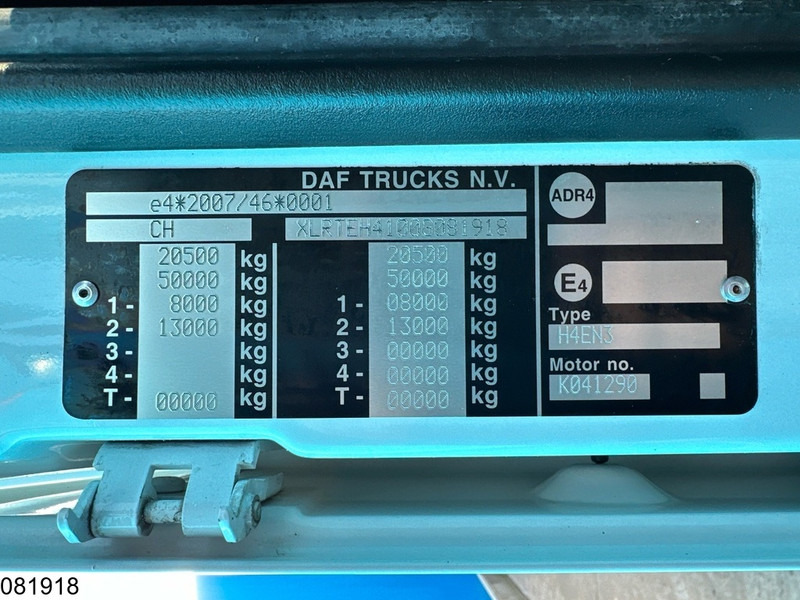 DAF TRUCKS N.V.
e4*2007/46*0001
CH
20500 kg
50000 kg
1- 8000 kg
2- 13000 kg
3- kg
4- kg
T- 00000 kg
20500 kg
50000 kg
1- 08000 kg
2- 13000 kg
3- 00000 kg
4- 00000 kg
T- 00000 kg
ADR4
E4
Type
H4EN3
Motor no.
K041290
081918